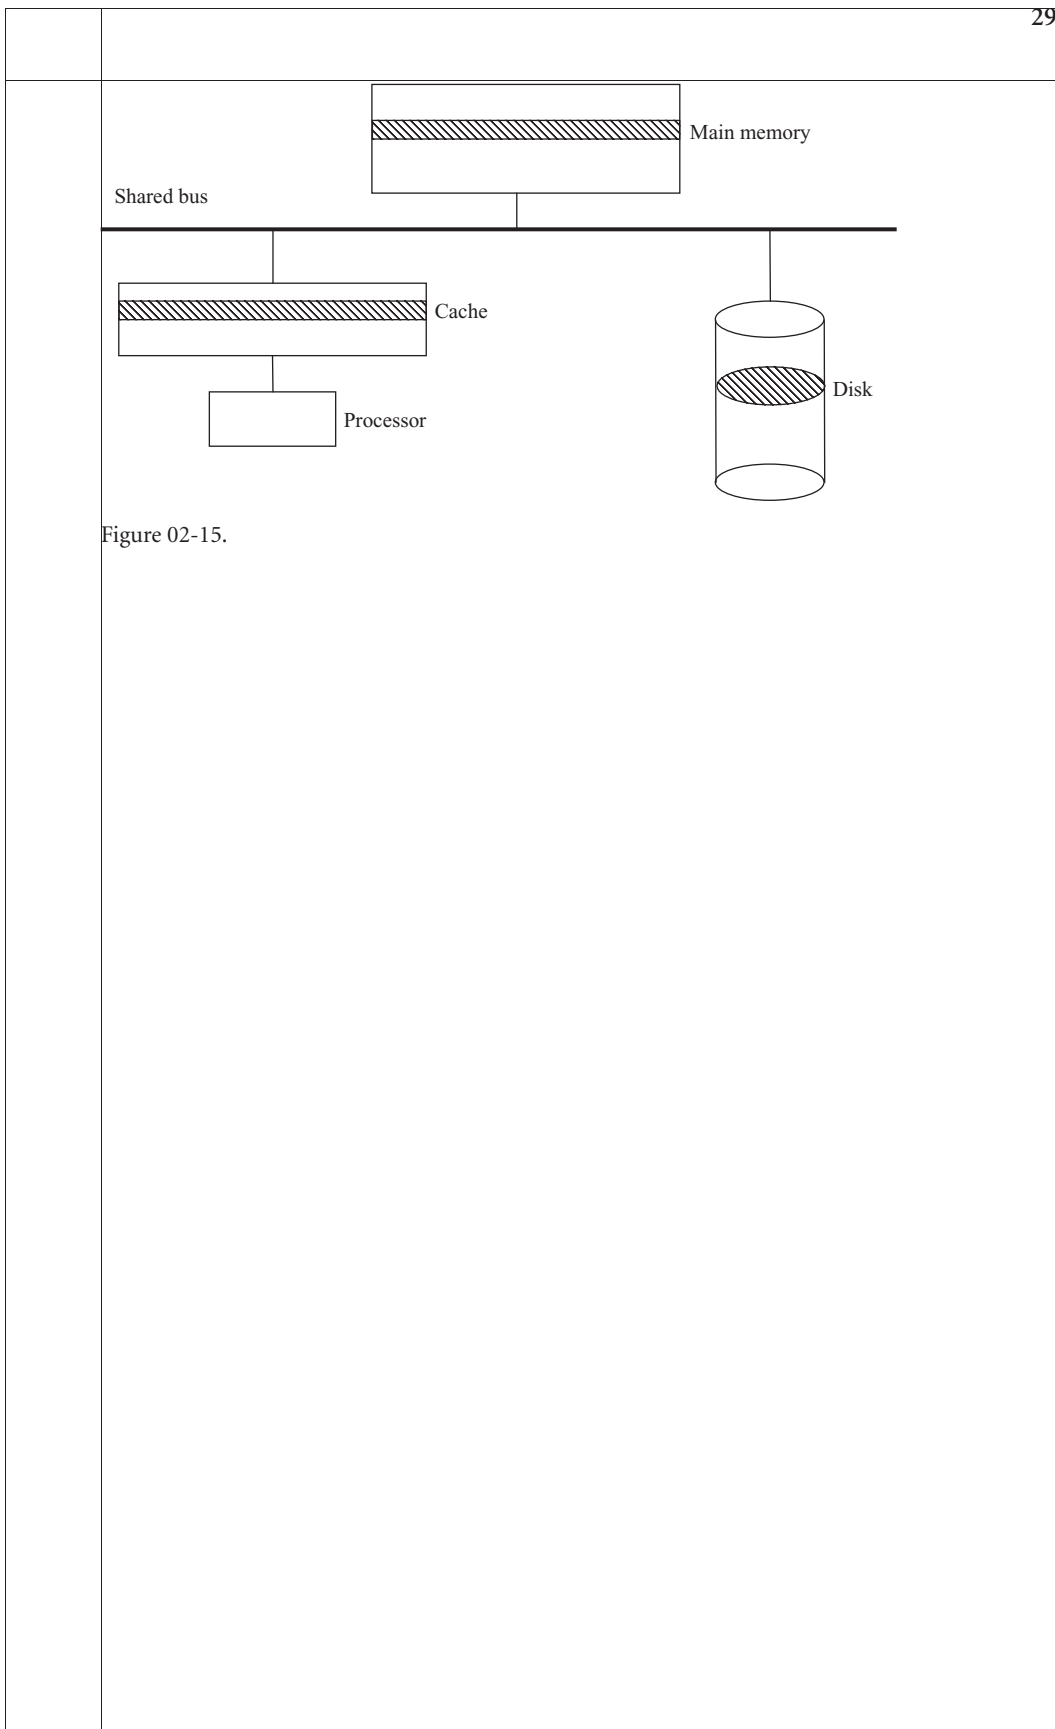 29
Main memory
Shared bus
Cache
Disk
Processor
Figure 02-15.